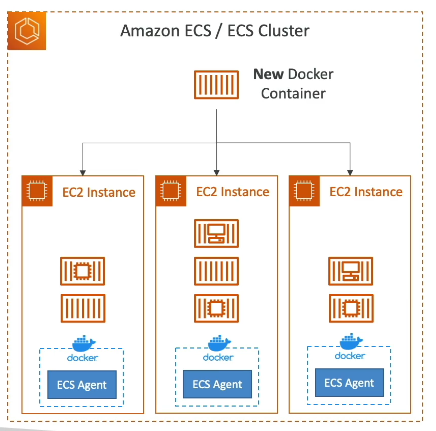 Amazon ECS / ECS Cluster
New Docker
Container
EC2 Instance
EC2 Instance
EC2 Instance
docker
docker
docker
ECS Agent
ECS Agent
ECS Agent